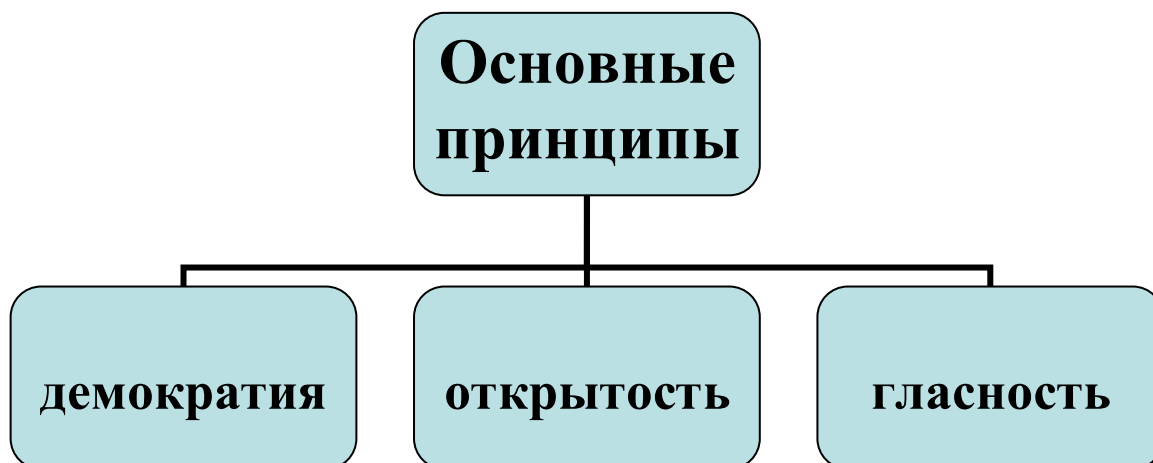 Основные
принципы
демократия
открытость
гласность